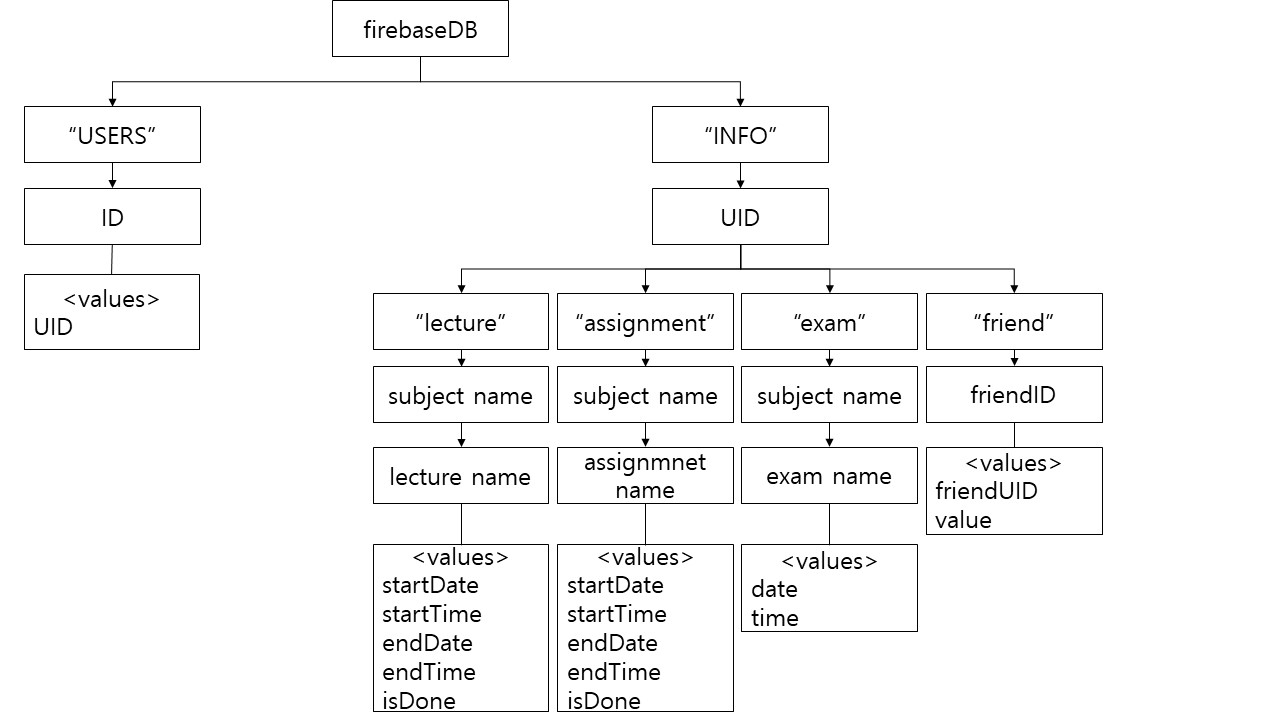 firebaseDB
“USERS”
“INFO”
ID
UID
<values>
UID
“lecture”
“assignment”
“exam”
“friend”
subject name
subject name
subject name
friendID
lecture name
assignmnet
name
exam name
<values>
friendUID
value
<values>
startDate
startTime
endDate
endTime
isDone
<values>
startDate
startTime
endDate
endTime
isDone
<values>
date
time